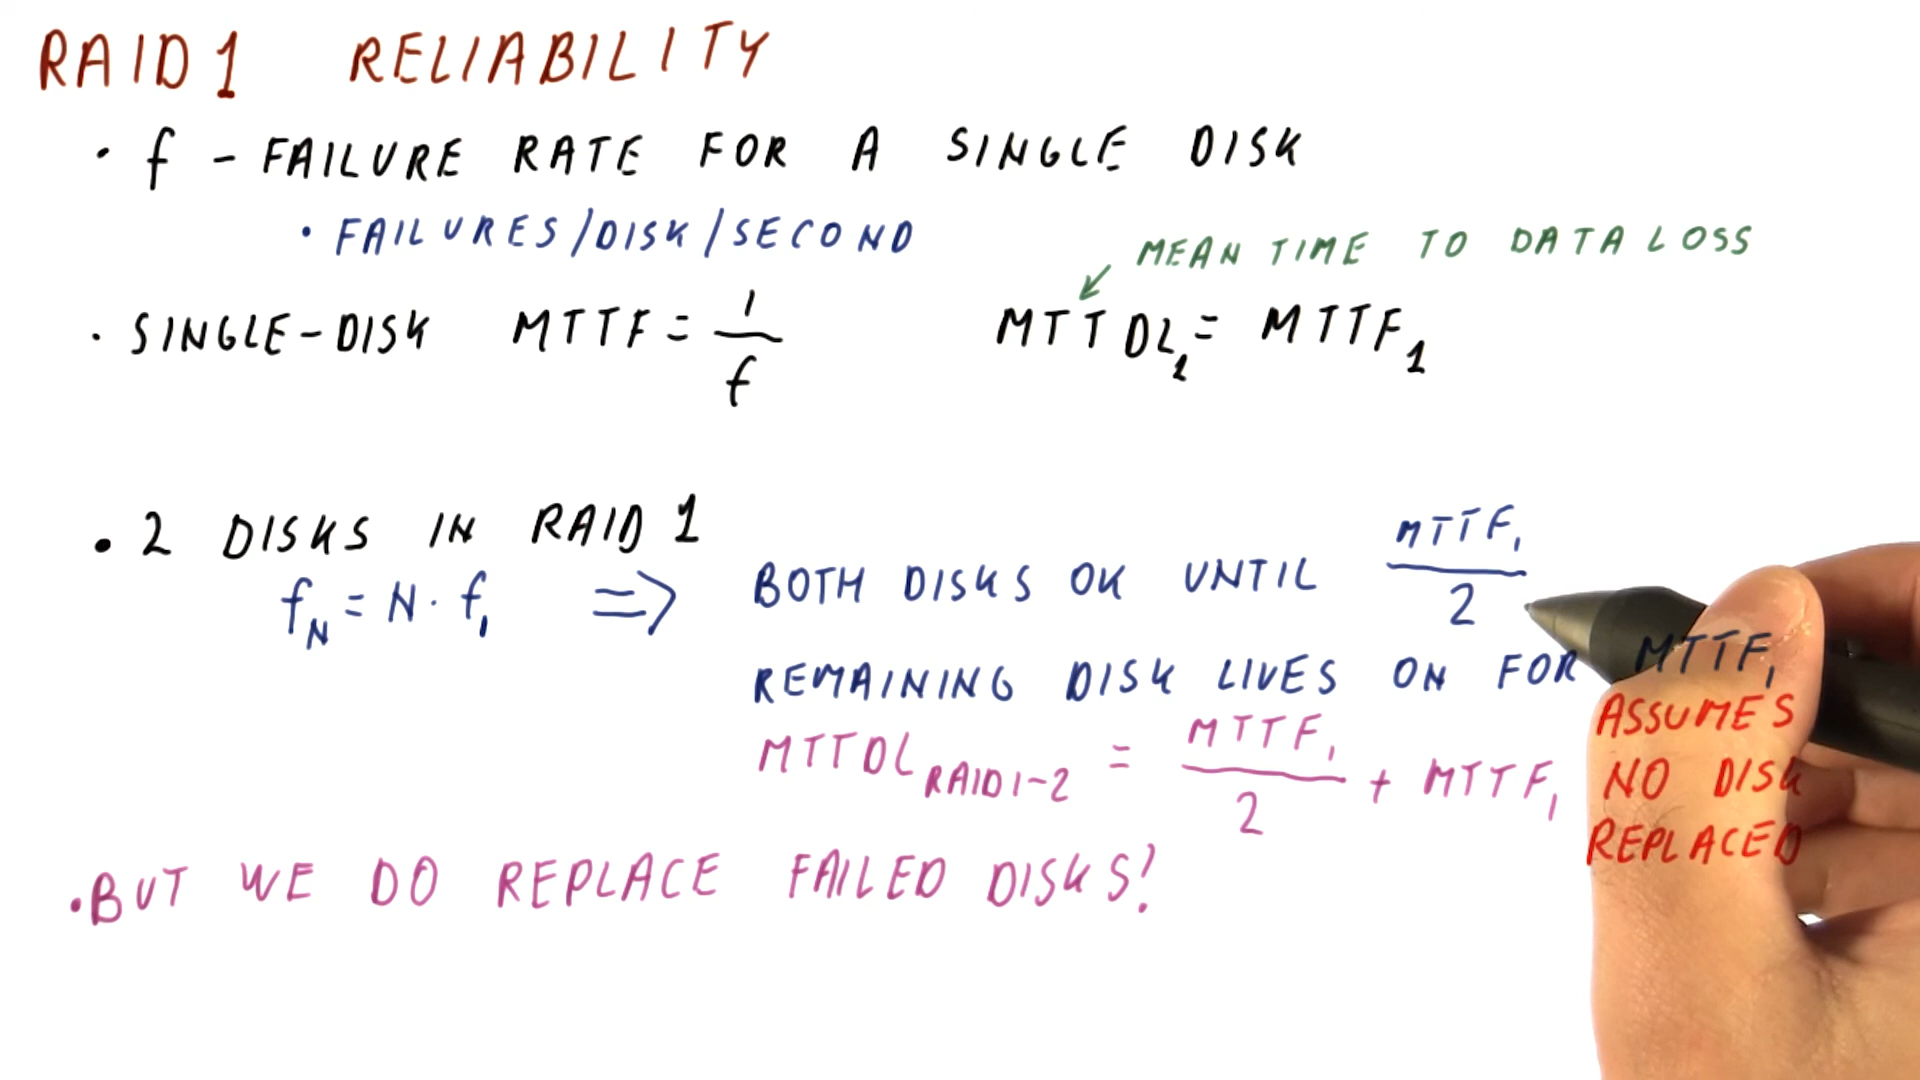 RAID 1 RELIABILITY
· f - FAILURE RATE FOR A SINGLE DISK
· FAILURES/DISK/SECOND
MEAN TIME TO DATA LOSS
· SINGLE-DISK MTTF = 1/f MTTDL₁ = MTTF₁
· 2 DISKS IN RAID 1
f_N = N · f₁ => BOTH DISKS OK UNTIL MTTF₁/2
REMAINING DISK LIVES ON FOR MTTF₁
MTTDL_RAID1-2 = MTTF₁/2 + MTTF₁
ASSUMES
NO DISK
REPLACED
· BUT WE DO REPLACE FAILED DISKS!